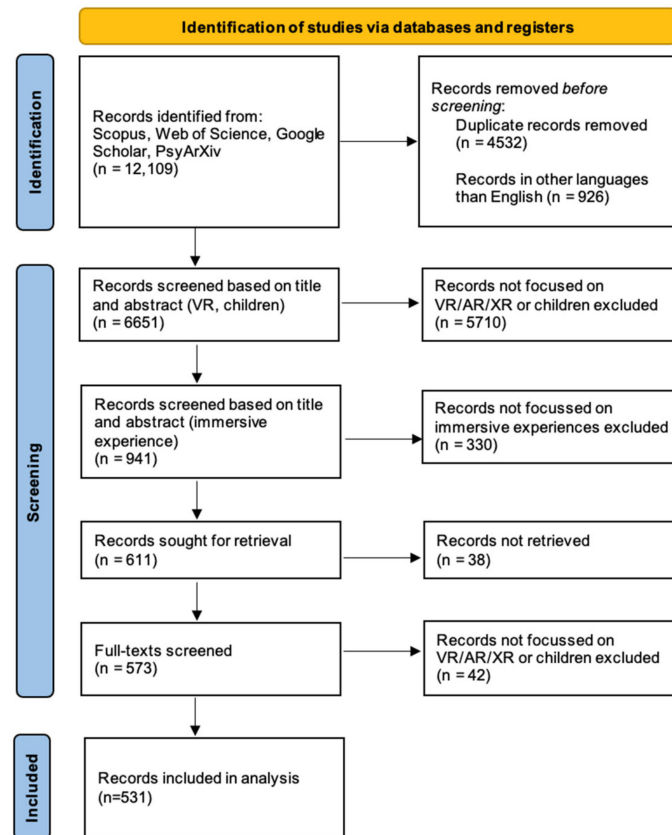 Identification of studies via databases and registers
Identification
Records identified from:
Scopus, Web of Science, Google
Scholar, PsyArXiv
(n = 12,109)
Records removed before
screening:
Duplicate records removed
(n = 4532)
Records in other languages
than English (n = 926)
Screening
Records screened based on title
and abstract (VR, children)
(n = 6651)
Records not focused on
VR/AR/XR or children excluded
(n = 5710)
Records screened based on title
and abstract (immersive
experience)
(n = 941)
Records not focussed on
immersive experiences excluded
(n = 330)
Records sought for retrieval
(n = 611)
Records not retrieved
(n = 38)
Full-texts screened
(n = 573)
Records not focussed on
VR/AR/XR or children excluded
(n = 42)
Included
Records included in analysis
(n=531)